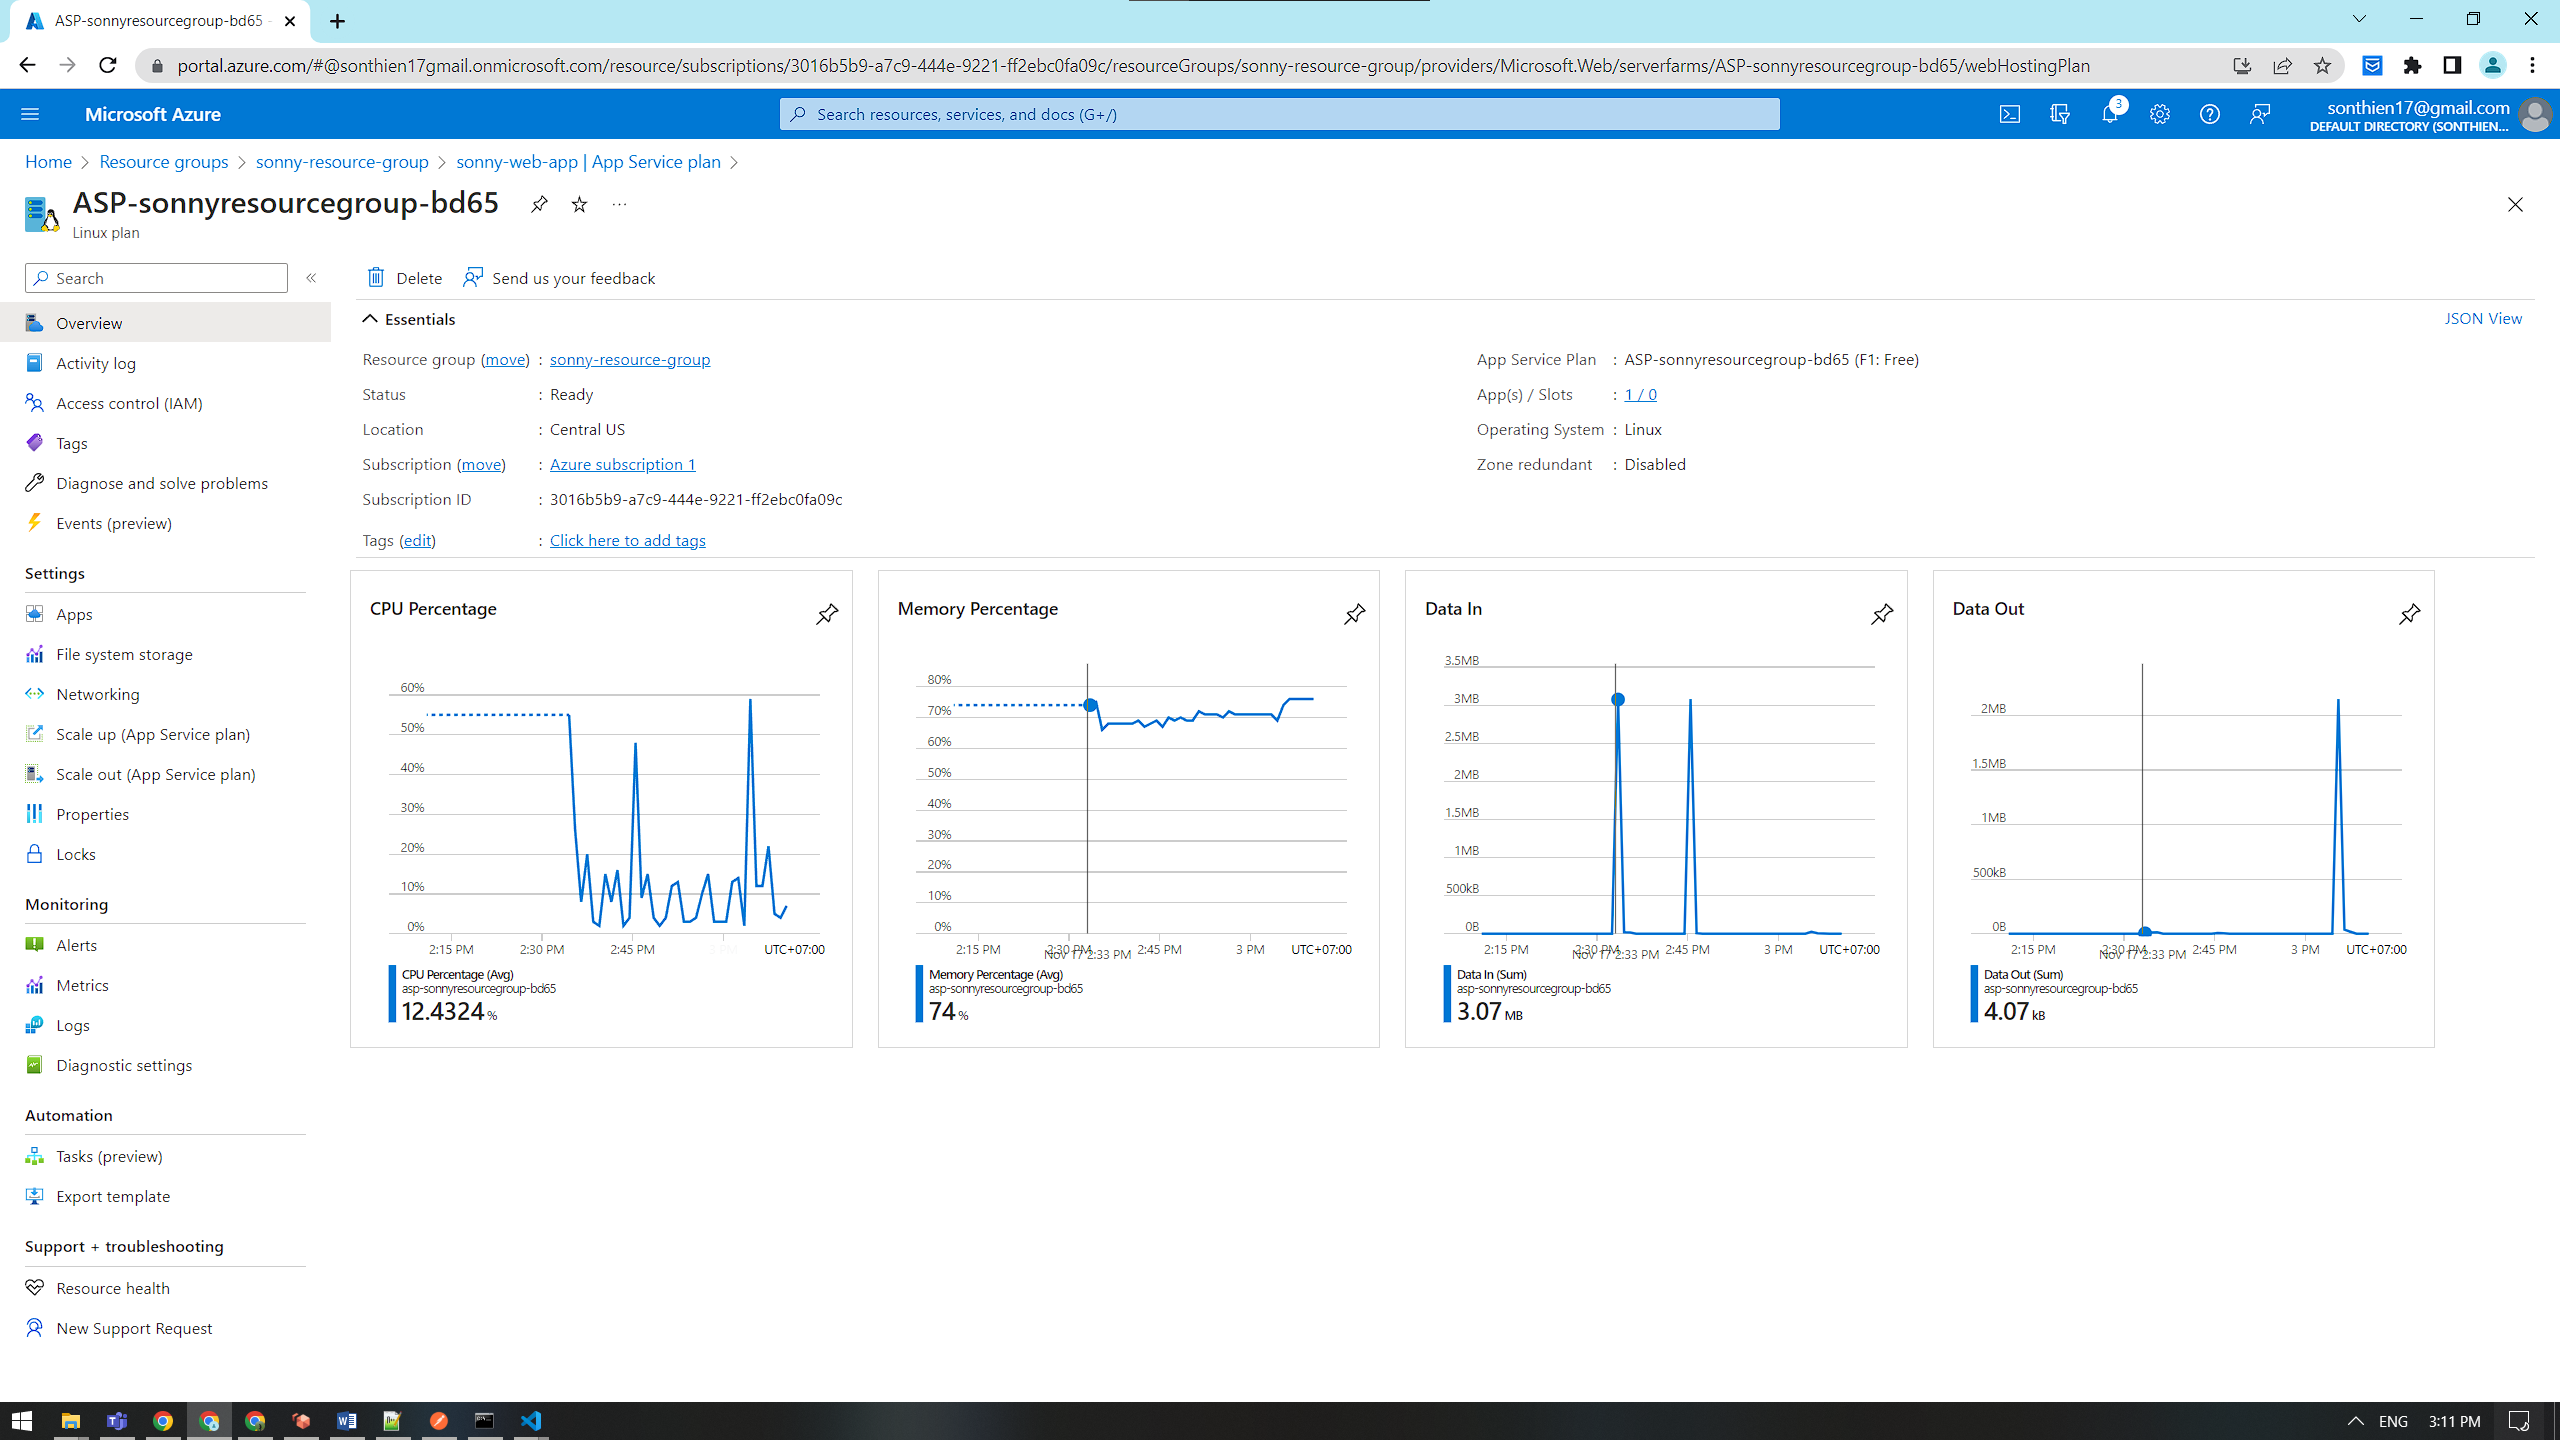 ASP-sonnyresourcegroup-bd65 -
portal.azure.com/#@sonthien17gmail.onmicrosoft.com/resource/subscriptions/3016b5b9-a7c9-444e-9221-ff2ebc0fa09c/resourceGroups/sonny-resource-group/providers/Microsoft.Web/serverfarms/ASP-sonnyresourcegroup-bd65/webHostingPlan
Microsoft Azure
Search resources, services, and docs (G+/)
3
sonthien17@gmail.com
DEFAULT DIRECTORY (SONTHIEN...
Home > Resource groups > sonny-resource-group > sonny-web-app | App Service plan >
ASP-sonnyresourcegroup-bd65
Linux plan
Search
Overview
Activity log
Access control (IAM)
Tags
Diagnose and solve problems
Events (preview)
Settings
Apps
File system storage
Networking
Scale up (App Service plan)
Scale out (App Service plan)
Properties
Locks
Monitoring
Alerts
Metrics
Logs
Diagnostic settings
Automation
Tasks (preview)
Export template
Support + troubleshooting
Resource health
New Support Request
Delete
Send us your feedback
Essentials
JSON View
Resource group (move) : sonny-resource-group
Status : Ready
Location : Central US
Subscription (move) : Azure subscription 1
Subscription ID : 3016b5b9-a7c9-444e-9221-ff2ebc0fa09c
Tags (edit) : Click here to add tags
App Service Plan : ASP-sonnyresourcegroup-bd65 (F1: Free)
App(s) / Slots : 1 / 0
Operating System : Linux
Zone redundant : Disabled
CPU Percentage
60%
50%
40%
30%
20%
10%
0%
2:15 PM 2:30 PM 2:45 PM 3 PM UTC+07:00
CPU Percentage (Avg)
asp-sonnyresourcegroup-bd65
12.4324 %
Memory Percentage
80%
70%
60%
50%
40%
30%
20%
10%
0%
2:15 PM 2:30 PM 2:45 PM 3 PM UTC+07:00
Nov 17 2:33 PM
Memory Percentage (Avg)
asp-sonnyresourcegroup-bd65
74 %
Data In
3.5MB
3MB
2.5MB
2MB
1.5MB
1MB
500kB
0B
2:15 PM 2:30 PM 2:45 PM 3 PM UTC+07:00
Nov 17 2:33 PM
Data In (Sum)
asp-sonnyresourcegroup-bd65
3.07 MB
Data Out
2MB
1.5MB
1MB
500kB
0B
2:15 PM 2:30 PM 2:45 PM 3 PM UTC+07:00
Nov 17 2:33 PM
Data Out (Sum)
asp-sonnyresourcegroup-bd65
4.07 kB
ENG
3:11 PM